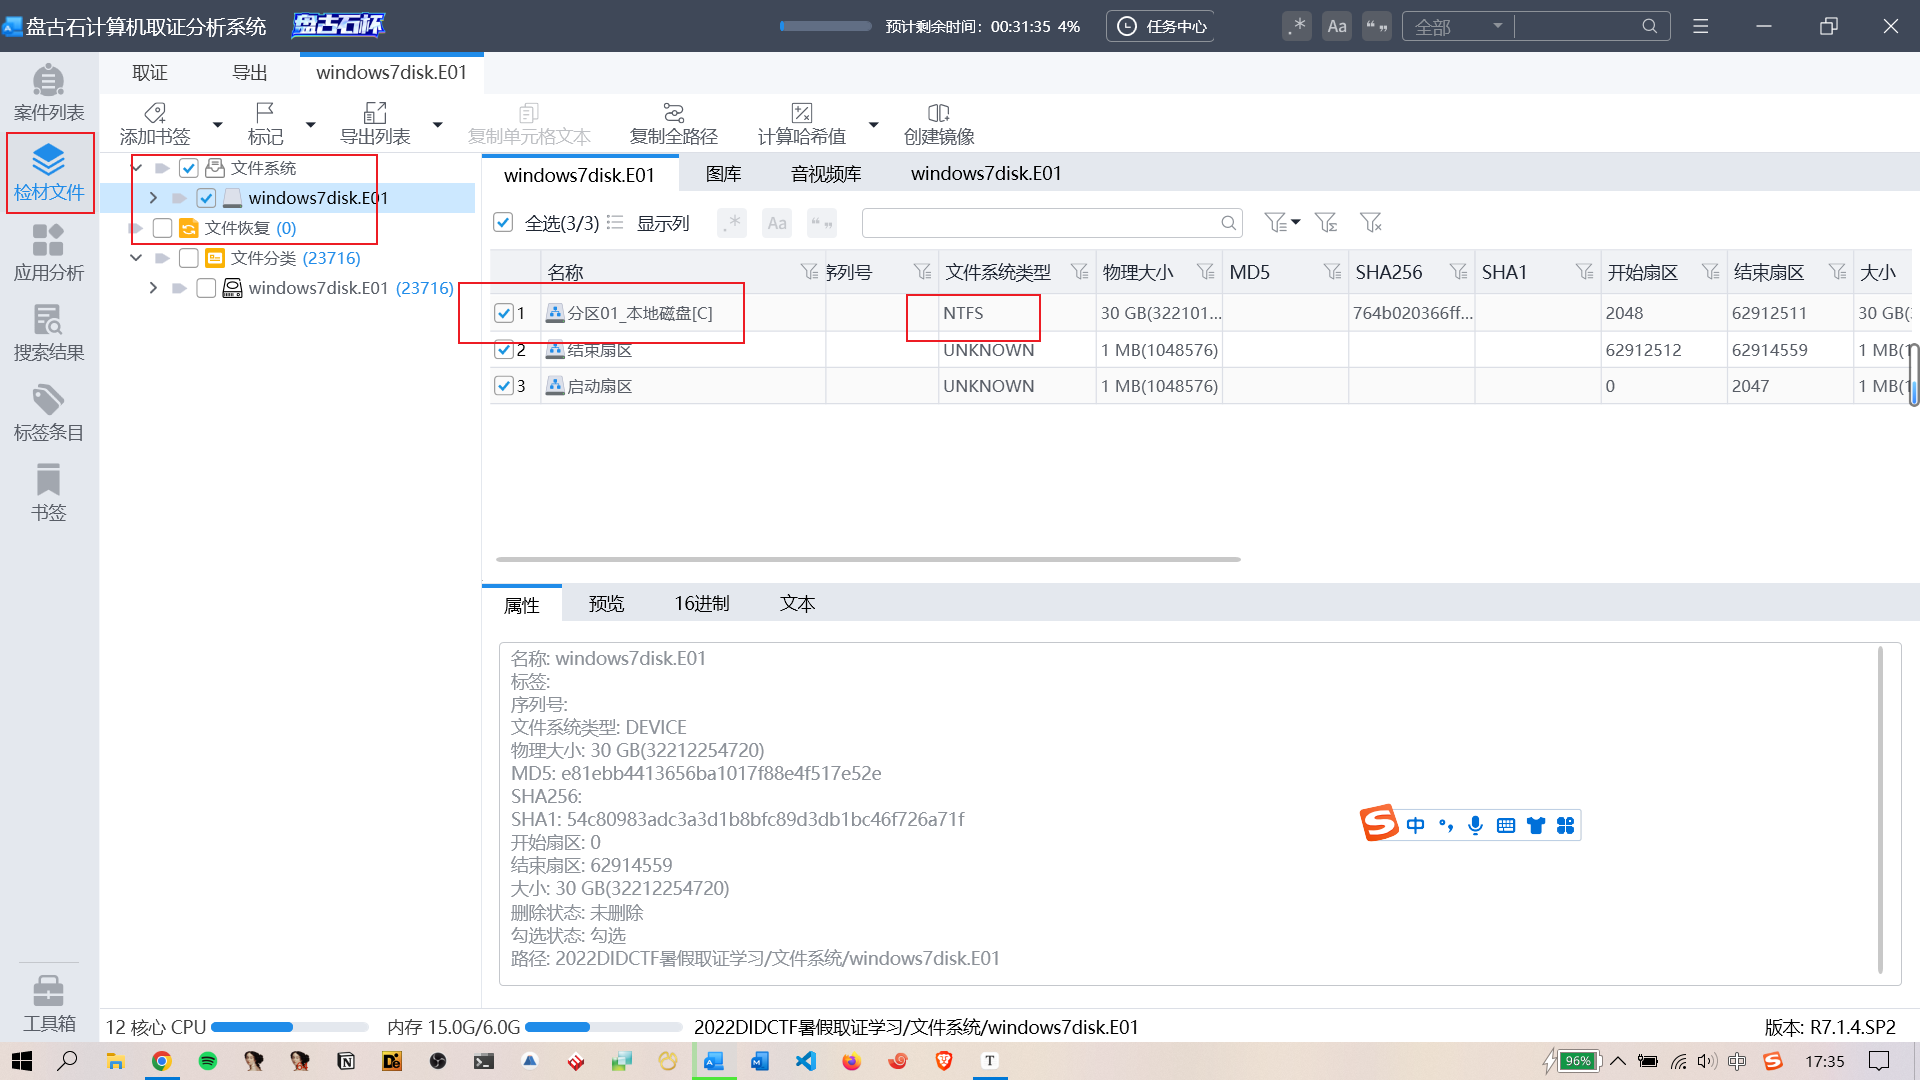 盘古石计算机取证分析系统
盘古石杯
预计剩余时间: 00:31:35 4%
任务中心
.*
Aa
全部
案件列表
检材文件
应用分析
搜索结果
标签条目
书签
工具箱
取证
导出
windows7disk.E01
添加书签
标记
导出列表
复制单元格文本
复制全路径
计算哈希值
创建镜像
文件系统
windows7disk.E01
文件恢复 (0)
文件分类 (23716)
windows7disk.E01 (23716)
windows7disk.E01
图库
音视频库
windows7disk.E01
全选(3/3)
显示列
.*
Aa
名称 序列号 文件系统类型 物理大小 MD5 SHA256 SHA1 开始扇区 结束扇区 大小
1 分区01_本地磁盘[C] NTFS 30 GB(322101... 764b020366ff... 2048 62912511 30 GB(
2 结束扇区 UNKNOWN 1 MB(1048576) 62912512 62914559 1 MB(1
3 启动扇区 UNKNOWN 1 MB(1048576) 0 2047 1 MB(1
属性
预览
16进制
文本
名称: windows7disk.E01
标签:
序列号:
文件系统类型: DEVICE
物理大小: 30 GB(32212254720)
MD5: e81ebb4413656ba1017f88e4f517e52e
SHA256:
SHA1: 54c80983adc3a3d1b8bfc89d3db1bc46f726a71f
开始扇区: 0
结束扇区: 62914559
大小: 30 GB(32212254720)
删除状态: 未删除
勾选状态: 勾选
路径: 2022DIDCTF暑假取证学习/文件系统/windows7disk.E01
中
12 核心 CPU
内存 15.0G/6.0G
2022DIDCTF暑假取证学习/文件系统/windows7disk.E01
版本: R7.1.4.SP2
96%
中
17:35